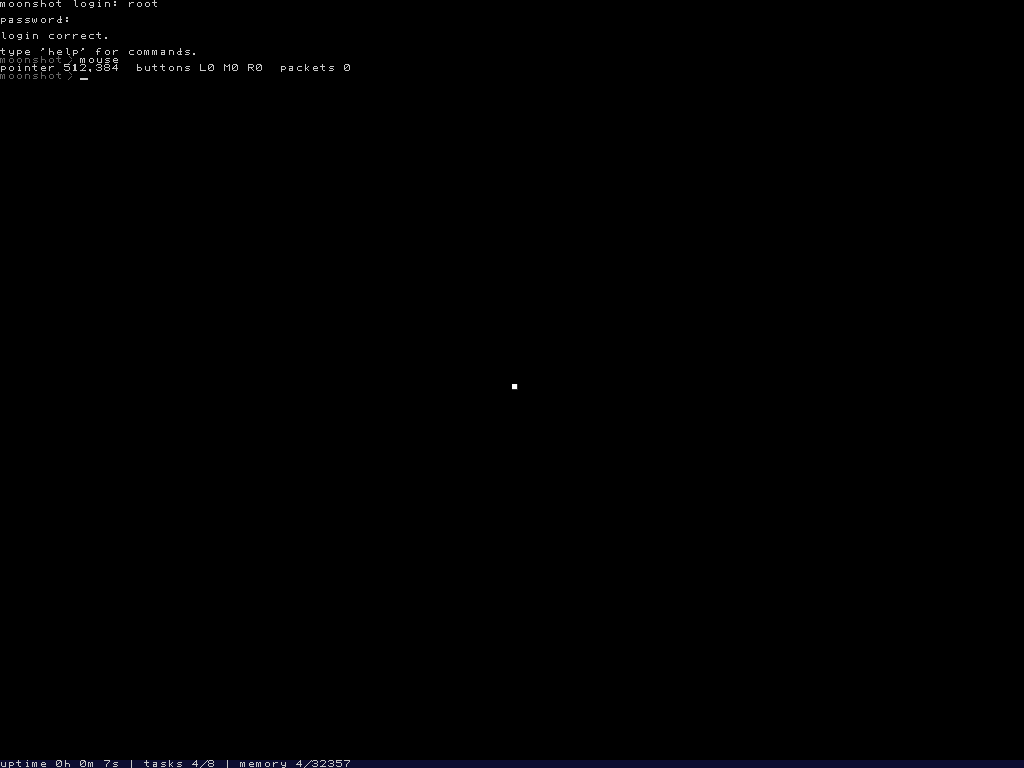 moonshot login: root
password:
login correct.
type 'help' for commands.
moonshot> mouse
pointer 512,384  buttons L0 M0 R0  packets 0
moonshot> _
uptime 0h 0m 7s | tasks 4/8 | memory 4/32357